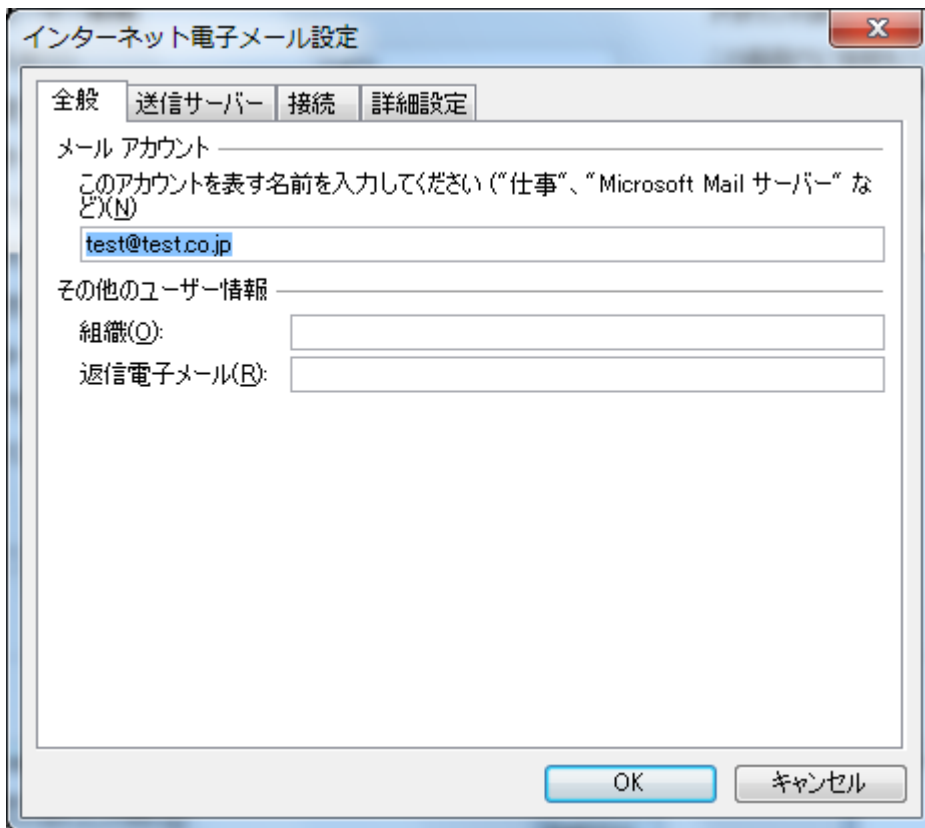 インターネット電子メール設定
全般
送信サーバー
接続
詳細設定
メール アカウント
このアカウントを表す名前を入力してください ("仕事"、"Microsoft Mail サーバー" な
ど)(N)
test@test.co.jp
その他のユーザー情報
組織(O):
返信電子メール(R):
OK
キャンセル